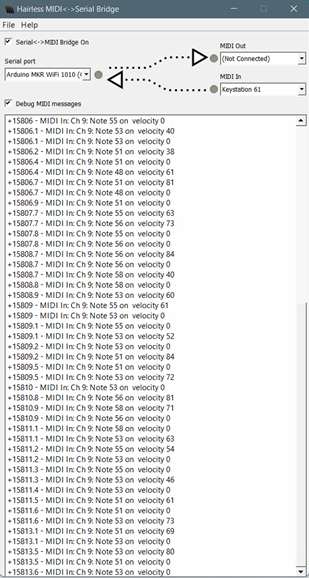 Hairless MIDI<->Serial Bridge
File Help
Serial<->MIDI Bridge On
MIDI Out
Serial port
(Not Connected)
Arduino MKR WiFi 1010 (
MIDI In
Keystation 61
Debug MIDI messages
+15806 - MIDI In: Ch 9: Note 55 on velocity 0
+15806.1 - MIDI In: Ch 9: Note 53 on velocity 40
+15806.1 - MIDI In: Ch 9: Note 53 on velocity 0
+15806.2 - MIDI In: Ch 9: Note 51 on velocity 38
+15806.4 - MIDI In: Ch 9: Note 51 on velocity 0
+15806.4 - MIDI In: Ch 9: Note 48 on velocity 61
+15806.7 - MIDI In: Ch 9: Note 51 on velocity 81
+15806.7 - MIDI In: Ch 9: Note 48 on velocity 0
+15806.9 - MIDI In: Ch 9: Note 51 on velocity 0
+15807.7 - MIDI In: Ch 9: Note 55 on velocity 63
+15807.7 - MIDI In: Ch 9: Note 56 on velocity 73
+15807.8 - MIDI In: Ch 9: Note 55 on velocity 0
+15807.8 - MIDI In: Ch 9: Note 56 on velocity 0
+15808.7 - MIDI In: Ch 9: Note 56 on velocity 84
+15808.7 - MIDI In: Ch 9: Note 56 on velocity 0
+15808.7 - MIDI In: Ch 9: Note 58 on velocity 40
+15808.8 - MIDI In: Ch 9: Note 58 on velocity 0
+15808.9 - MIDI In: Ch 9: Note 53 on velocity 60
+15809 - MIDI In: Ch 9: Note 55 on velocity 61
+15809 - MIDI In: Ch 9: Note 53 on velocity 0
+15809.1 - MIDI In: Ch 9: Note 55 on velocity 0
+15809.1 - MIDI In: Ch 9: Note 53 on velocity 52
+15809.2 - MIDI In: Ch 9: Note 53 on velocity 0
+15809.2 - MIDI In: Ch 9: Note 51 on velocity 84
+15809.5 - MIDI In: Ch 9: Note 51 on velocity 0
+15809.5 - MIDI In: Ch 9: Note 53 on velocity 72
+15810 - MIDI In: Ch 9: Note 53 on velocity 0
+15810.8 - MIDI In: Ch 9: Note 56 on velocity 81
+15810.9 - MIDI In: Ch 9: Note 58 on velocity 71
+15810.9 - MIDI In: Ch 9: Note 56 on velocity 0
+15811.1 - MIDI In: Ch 9: Note 58 on velocity 0
+15811.1 - MIDI In: Ch 9: Note 53 on velocity 63
+15811.2 - MIDI In: Ch 9: Note 55 on velocity 54
+15811.2 - MIDI In: Ch 9: Note 53 on velocity 0
+15811.3 - MIDI In: Ch 9: Note 53 on velocity 46
+15811.3 - MIDI In: Ch 9: Note 55 on velocity 0
+15811.4 - MIDI In: Ch 9: Note 53 on velocity 0
+15811.5 - MIDI In: Ch 9: Note 51 on velocity 61
+15811.6 - MIDI In: Ch 9: Note 51 on velocity 0
+15811.6 - MIDI In: Ch 9: Note 53 on velocity 73
+15813.1 - MIDI In: Ch 9: Note 51 on velocity 69
+15813.1 - MIDI In: Ch 9: Note 53 on velocity 0
+15813.5 - MIDI In: Ch 9: Note 53 on velocity 80
+15813.5 - MIDI In: Ch 9: Note 51 on velocity 0
+15813.5 - MIDI In: Ch 9: Note 53 on velocity 0